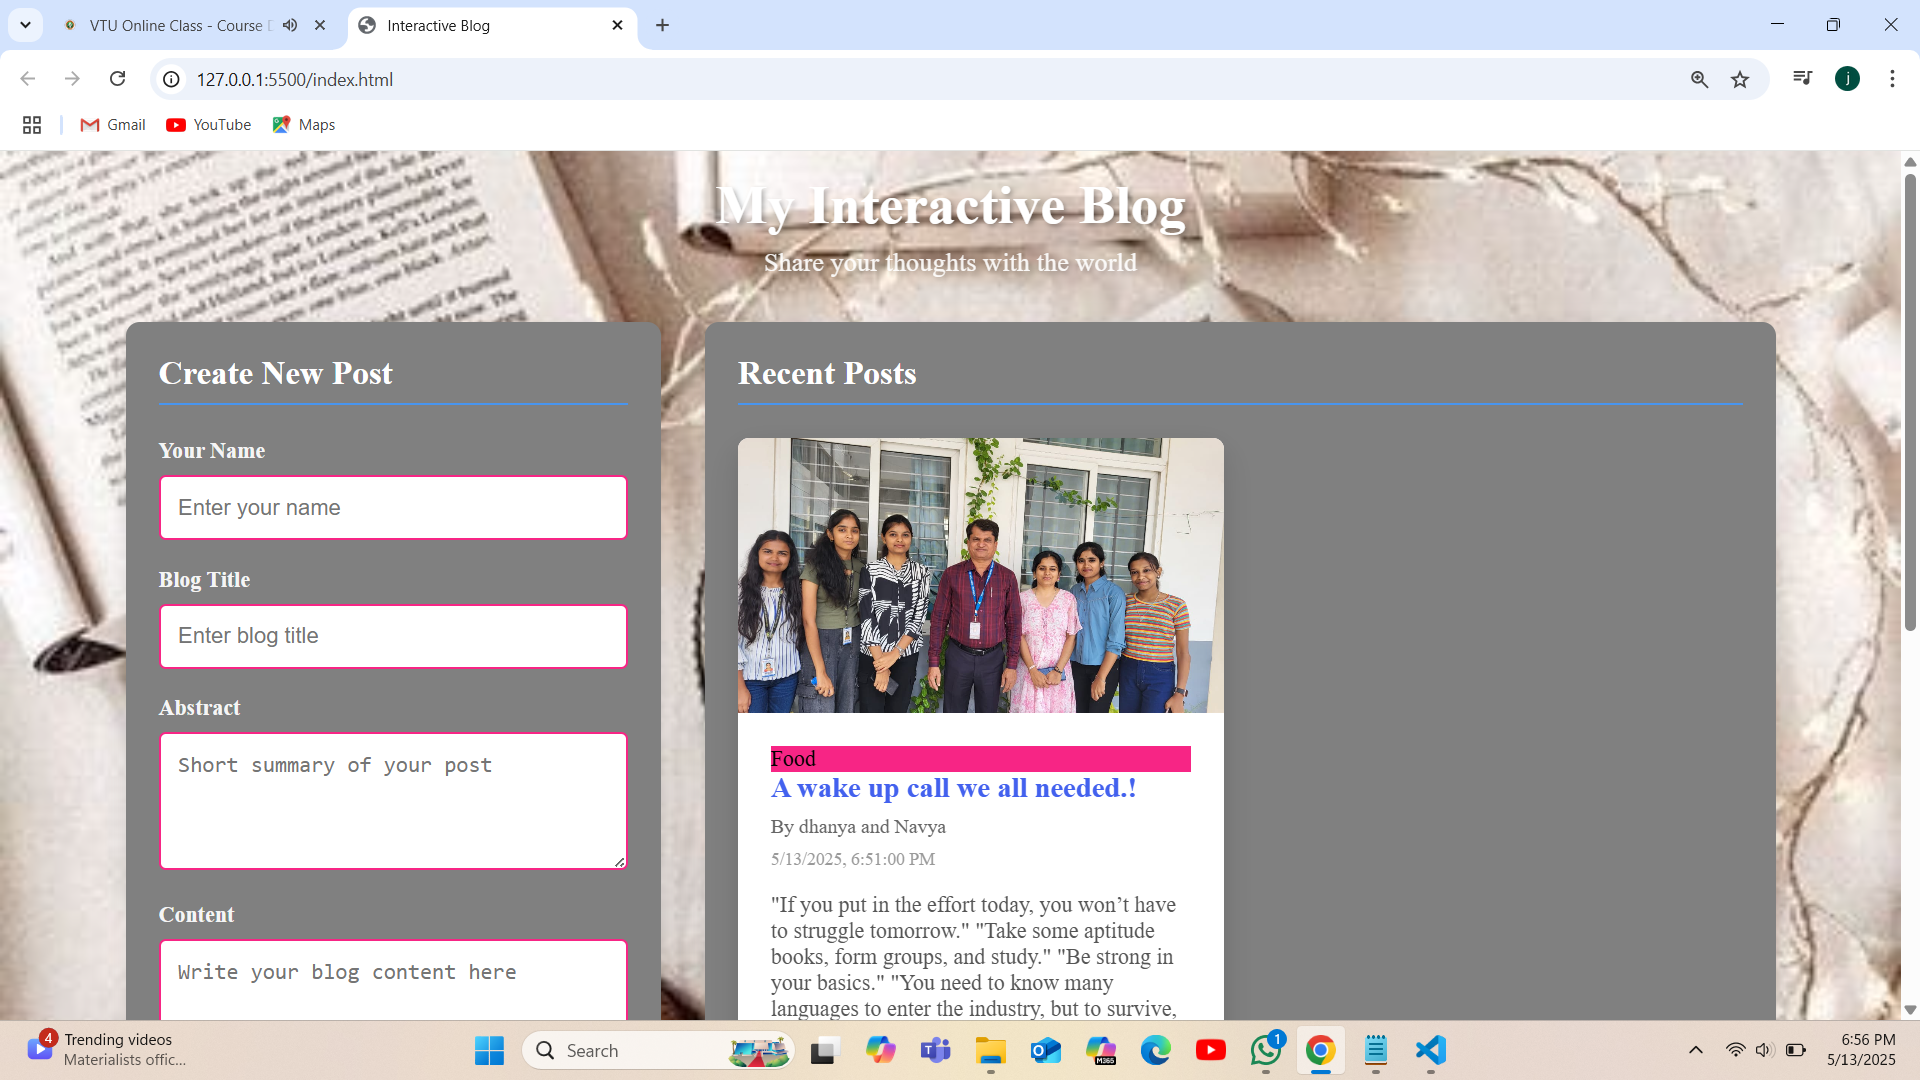 VTU Online Class - Course
Interactive Blog
127.0.0.1:5500/index.html
j
Gmail
YouTube
Maps
My Interactive Blog
Share your thoughts with the world
Create New Post
Your Name
Enter your name
Blog Title
Enter blog title
Abstract
Short summary of your post
Content
Write your blog content here
Recent Posts
Food
A wake up call we all needed.!
By dhanya and Navya
5/13/2025, 6:51:00 PM
"If you put in the effort today, you won’t have
to struggle tomorrow." "Take some aptitude
books, form groups, and study." "Be strong in
your basics." "You need to know many
languages to enter the industry, but to survive,
4
Trending videos
Materialists offic...
Search
M365
1
6:56 PM
5/13/2025